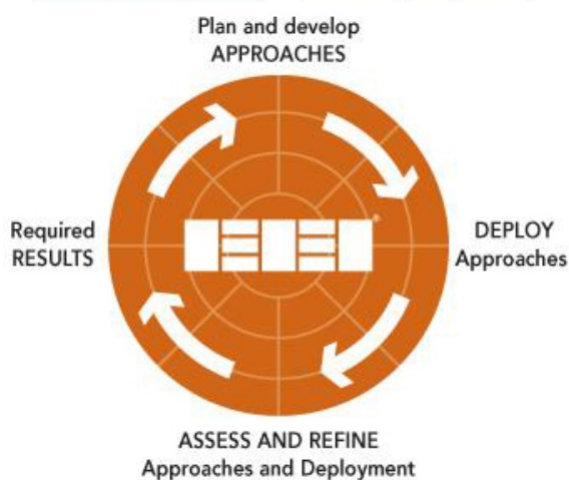 Plan and develop
APPROACHES
Required
RESULTS
DEPLOY
Approaches
ASSESS AND REFINE
Approaches and Deployment